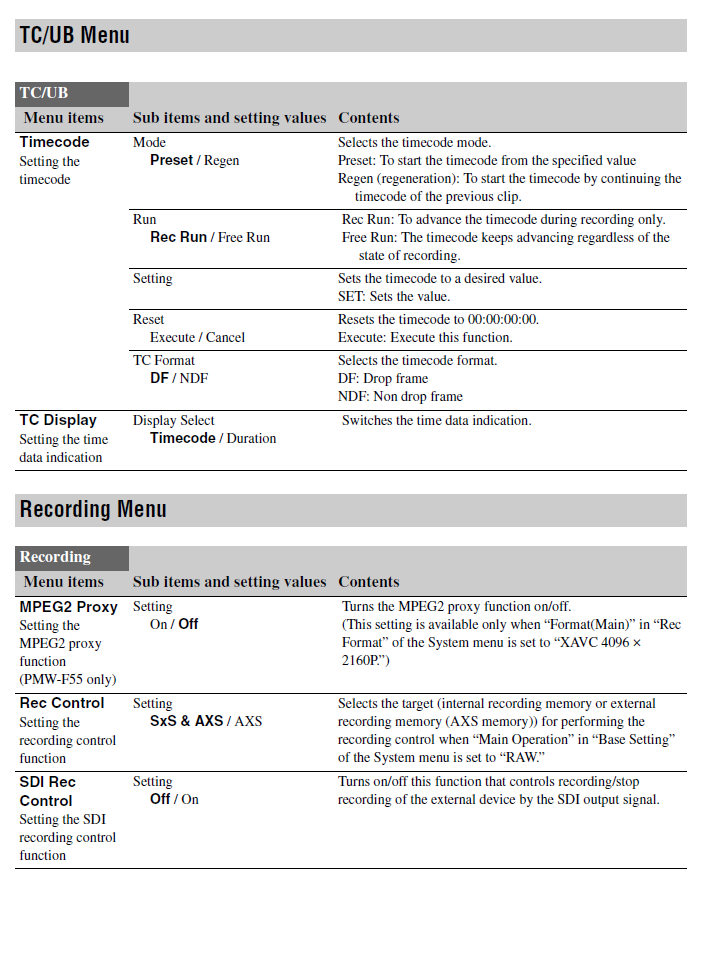 TC/UB Menu
TC/UB
Menu items Sub items and setting values Contents
Timecode Mode Selects the timecode mode.
Setting the Preset / Regen Preset: To start the timecode from the specified value
timecode Regen (regeneration): To start the timecode by continuing the
timecode of the previous clip.
Run Rec Run: To advance the timecode during recording only.
Rec Run / Free Run Free Run: The timecode keeps advancing regardless of the
state of recording.
Setting Sets the timecode to a desired value.
SET: Sets the value.
Reset Resets the timecode to 00:00:00:00.
Execute / Cancel Execute: Execute this function.
TC Format Selects the timecode format.
DF / NDF DF: Drop frame
NDF: Non drop frame
TC Display Display Select Switches the time data indication.
Setting the time Timecode / Duration
data indication
Recording Menu
Recording
Menu items Sub items and setting values Contents
MPEG2 Proxy Setting Turns the MPEG2 proxy function on/off.
Setting the On / Off (This setting is available only when “Format(Main)” in “Rec
MPEG2 proxy Format” of the System menu is set to “XAVC 4096 ×
function 2160P.”)
(PMW-F55 only)
Rec Control Setting Selects the target (internal recording memory or external
Setting the SxS & AXS / AXS recording memory (AXS memory)) for performing the
recording control recording control when “Main Operation” in “Base Setting”
function of the System menu is set to “RAW.”
SDI Rec Setting Turns on/off this function that controls recording/stop
Control Off / On recording of the external device by the SDI output signal.
Setting the SDI
recording control
function